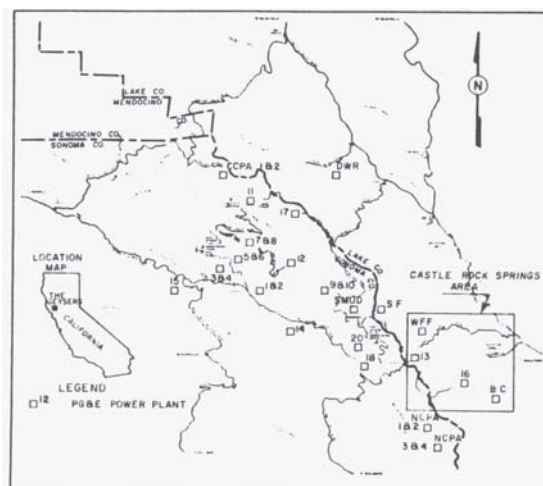 LAKE CO.
MENDOCINO
MENDOCINO CO.
SONOMA CO.
N
CCPA 1&2
DWR
11
17
7&8
5&6
12
3&4
LAKE CO.
SONOMA CO.
CASTLE ROCK SPRINGS
AREA
15
1&2
9&10
SMUD
SF
14
WFF
20
13
18
16
BC
NCPA
1&2
NCPA
3&4
LOCATION
MAP
THE
GEYSERS
CALIFORNIA
LEGEND
12
PG&E POWER PLANT